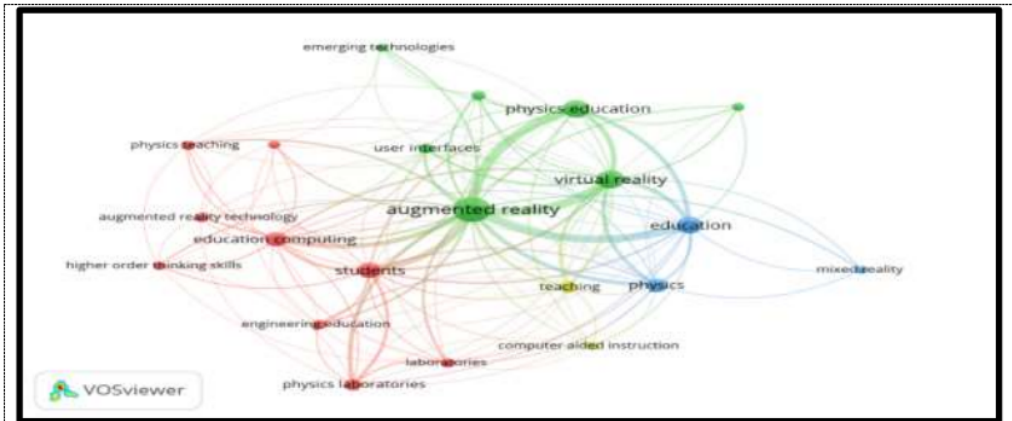 emerging technologies
physics education
physics teaching
user interfaces
virtual reality
augmented reality
augmented reality technology
education
education computing
higher order thinking skills
students
mixed reality
teaching
physics
engineering education
computer aided instruction
laboratories
physics laboratories
VOSviewer